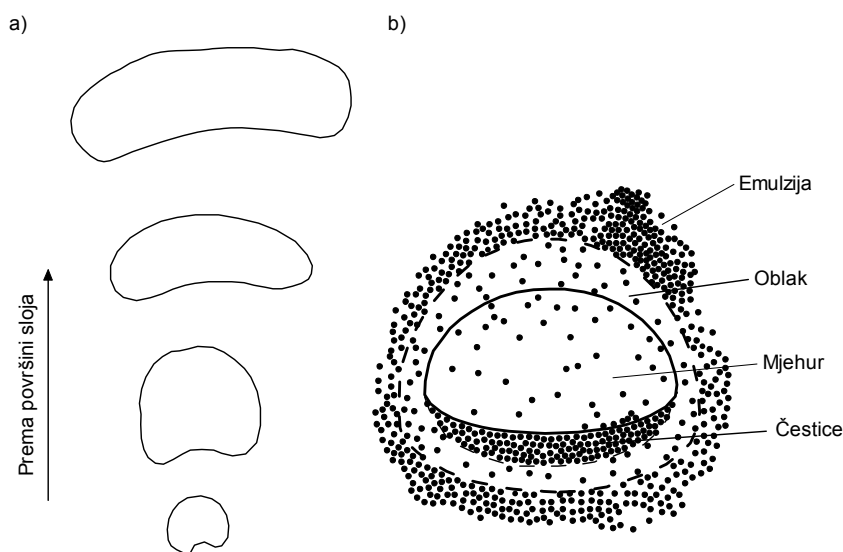 a)
b)
Prema površini sloja
Emulzija
Oblak
Mjehur
Čestice